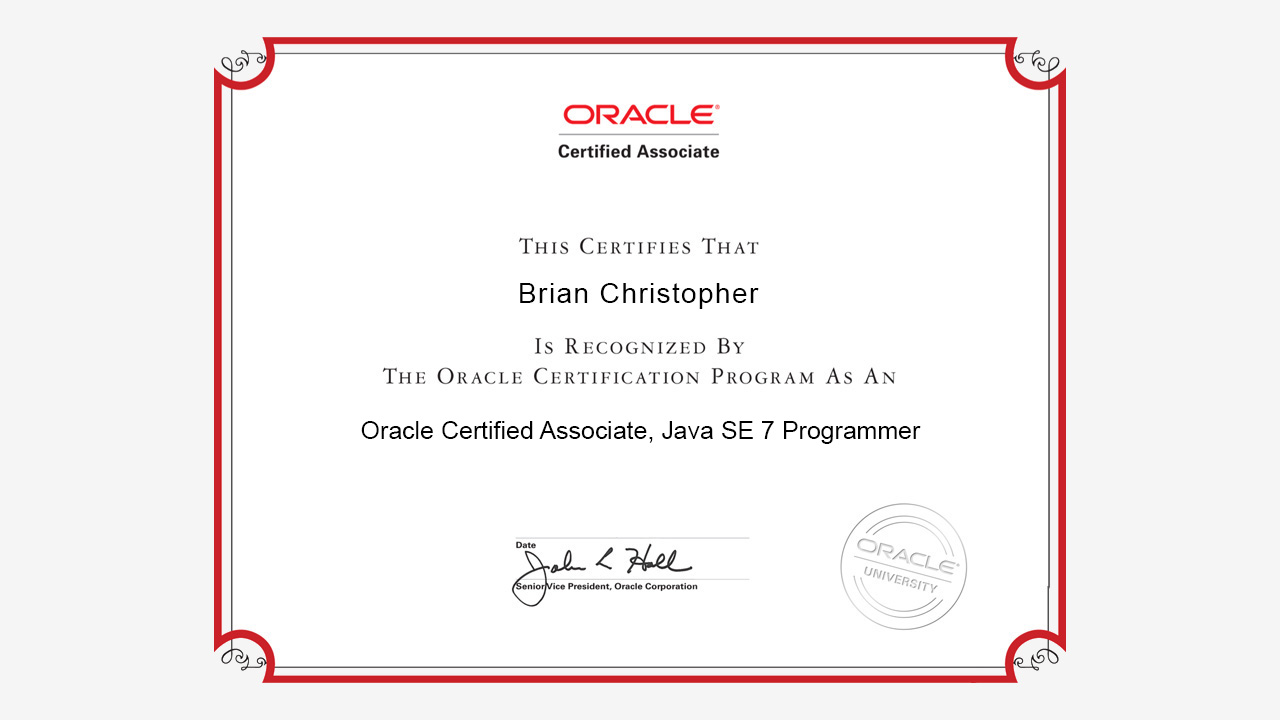 ORACLE®
Certified Associate
THIS CERTIFIES THAT
Brian Christopher
IS RECOGNIZED BY
THE ORACLE CERTIFICATION PROGRAM AS AN
Oracle Certified Associate, Java SE 7 Programmer
Date
John L Hall
Senior Vice President, Oracle Corporation
ORACLE®
UNIVERSITY